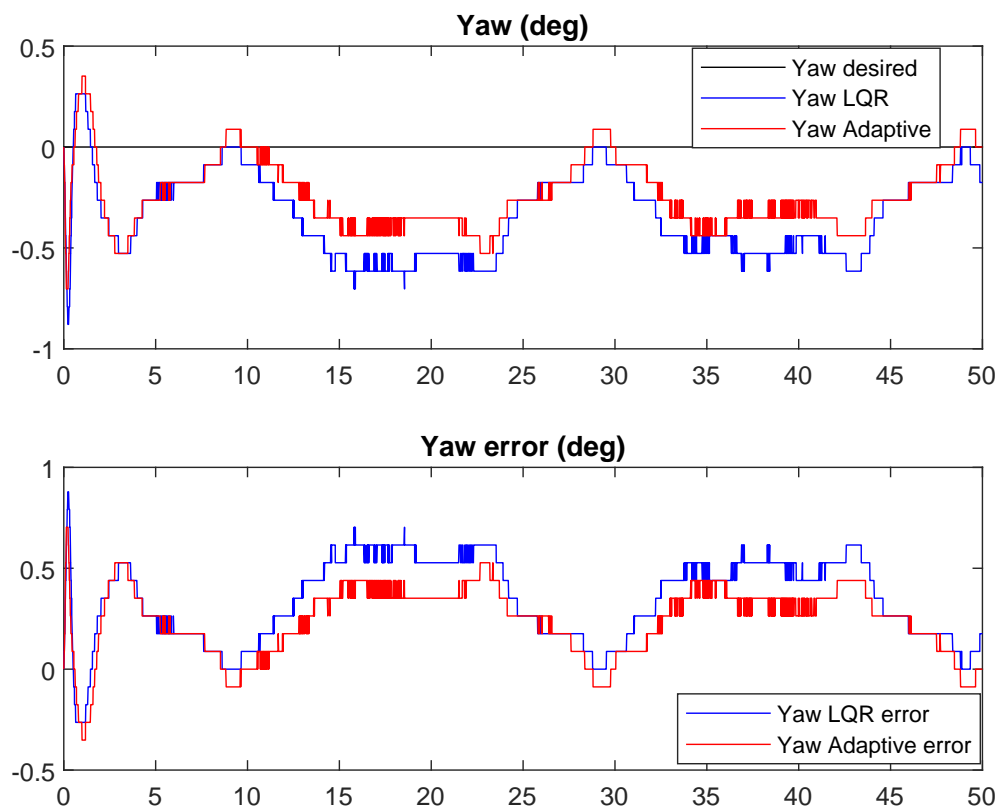 Yaw (deg)
0.5
0
-0.5
-1
Yaw desired
Yaw LQR
Yaw Adaptive
0 5 10 15 20 25 30 35 40 45 50
Yaw error (deg)
1
0.5
0
-0.5
Yaw LQR error
Yaw Adaptive error
0 5 10 15 20 25 30 35 40 45 50